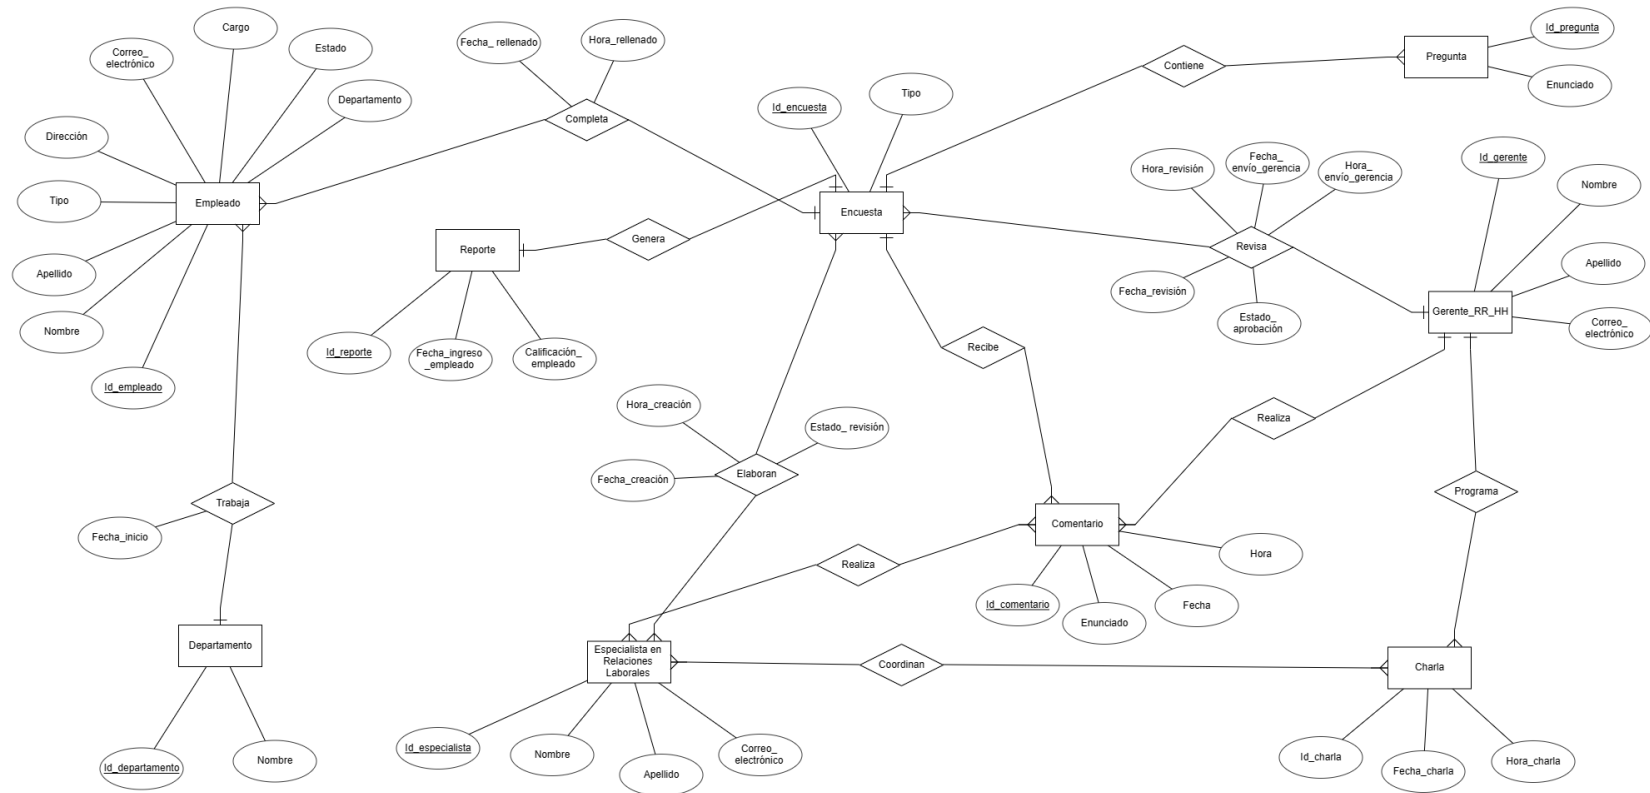 Cargo
Correo_
electrónico
Estado
Departamento
Dirección
Tipo
Empleado
Apellido
Nombre
Id_empleado
Fecha_ rellenado
Hora_rellenado
Completa
Id_encuesta
Tipo
Contiene
Pregunta
Id_pregunta
Enunciado
Encuesta
Genera
Reporte
Id_reporte
Fecha_ingreso
_empleado
Calificación_
empleado
Hora_revisión
Fecha_
envío_gerencia
Hora_
envío_gerencia
Revisa
Fecha_revisión
Estado_
aprobación
Id_gerente
Nombre
Apellido
Gerente_RR_HH
Correo_
electrónico
Recibe
Realiza
Hora_creación
Estado_ revisión
Elaboran
Fecha_creación
Trabaja
Fecha_inicio
Programa
Comentario
Hora
Realiza
Id_comentario
Enunciado
Fecha
Departamento
Id_departamento
Nombre
Especialista en
Relaciones
Laborales
Coordinan
Charla
Id_especialista
Nombre
Apellido
Correo_
electrónico
Id_charla
Fecha_charla
Hora_charla